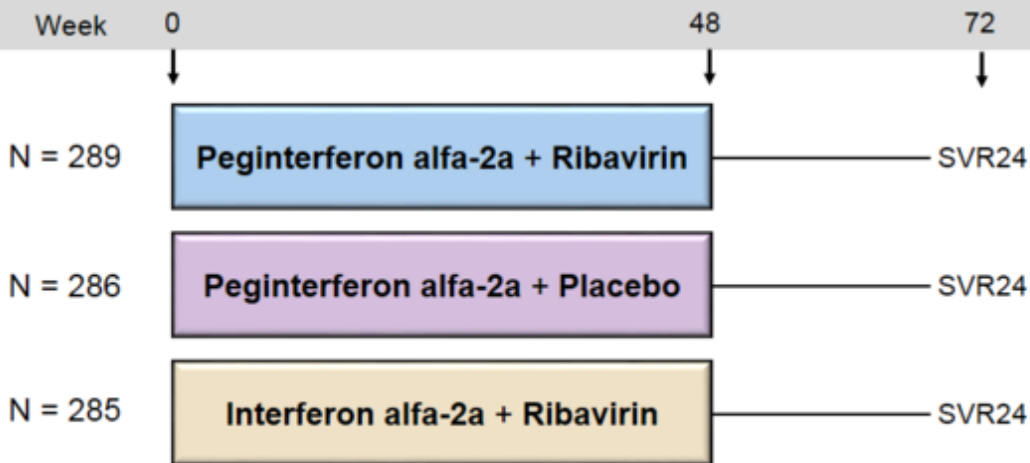 Week 0 48 72
N = 289 Peginterferon alfa-2a + Ribavirin SVR24
N = 286 Peginterferon alfa-2a + Placebo SVR24
N = 285 Interferon alfa-2a + Ribavirin SVR24